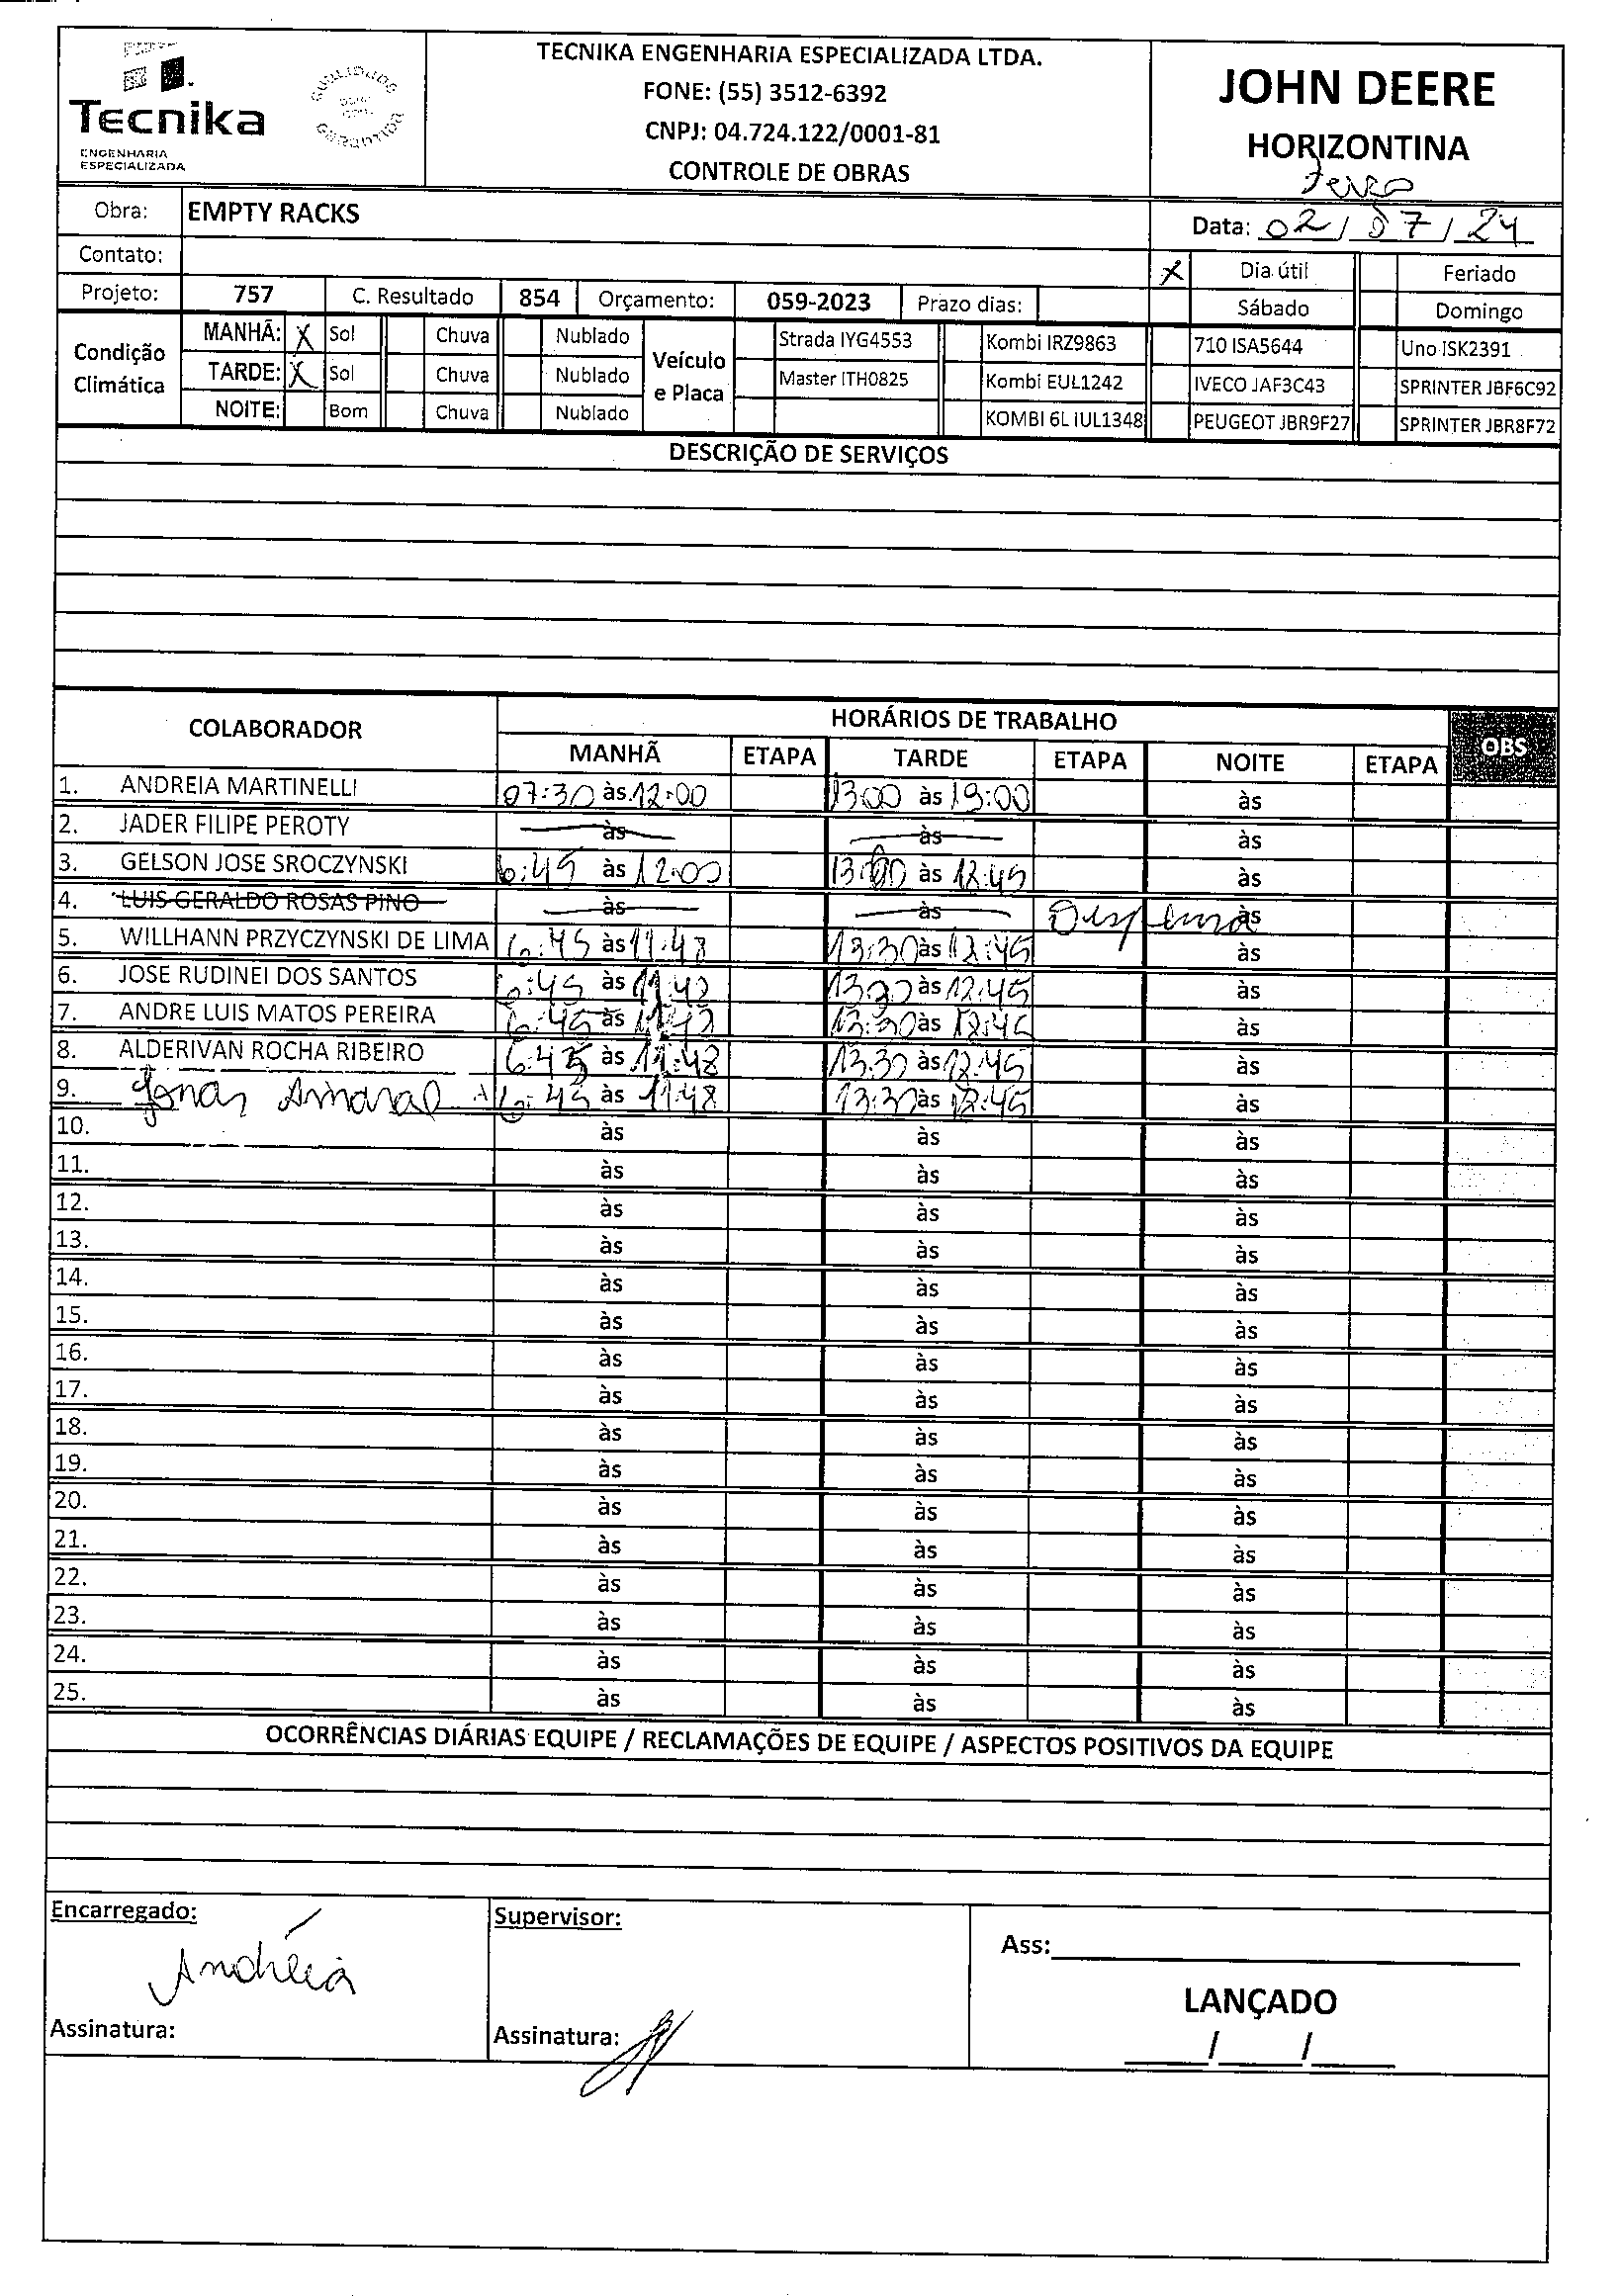 TECNIKA ENGENHARIA ESPECIALIZADA LTDA.
FONE: (55) 3512-6392
CNPJ: 04.724.122/0001-81
CONTROLE DE OBRAS
Tecnika
ENGENHARIA
ESPECIALIZADA
JOHN DEERE
HORIZONTINA
Obra: EMPTY RACKS
Data: 02/07/24
Contato:
X Dia útil Feriado
Projeto: 757 C. Resultado 854 Orçamento: 059-2023 Prazo dias:
Sábado Domingo
Condição Climática
MANHÃ: X Sol Chuva Nublado
TARDE: X Sol Chuva Nublado
NOITE: Bom Chuva Nublado
Veículo e Placa
Strada IYG4553 Kombi IRZ9863 710 ISA5644 Uno ISK2391
Master ITH0825 Kombi EUL1242 IVECO JAF3C43 SPRINTER JBF6C92
KOMBI 6L IUL1348 PEUGEOT JBR9F27 SPRINTER JBR8F72
DESCRIÇÃO DE SERVIÇOS
COLABORADOR HORÁRIOS DE TRABALHO OBS
MANHÃ ETAPA TARDE ETAPA NOITE ETAPA
1. ANDREIA MARTINELLI 07:30 às 12:00 13:00 às 19:00 às
2. JADER FILIPE PEROTY às às às
3. GELSON JOSE SROCZYNSKI 6:45 às 12:00 13:00 às 12:45 às
4. LUIS GERALDO ROSAS PINO às às às
5. WILLHANN PRZYCZYNSKI DE LIMA 6:45 às 11:48 13:30 às 12:45 às
6. JOSE RUDINEI DOS SANTOS 6:45 às 11:48 13:30 às 12:45 às
7. ANDRE LUIS MATOS PEREIRA 6:45 às 11:48 13:30 às 12:45 às
8. ALDERIVAN ROCHA RIBEIRO 6:45 às 11:48 13:30 às 12:45 às
9. Jonas Amaral 6:45 às 11:48 13:30 às 12:45 às
10. às às às
11. às às às
12. às às às
13. às às às
14. às às às
15. às às às
16. às às às
17. às às às
18. às às às
19. às às às
20. às às às
21. às às às
22. às às às
23. às às às
24. às às às
25. às às às
OCORRÊNCIAS DIÁRIAS EQUIPE / RECLAMAÇÕES DE EQUIPE / ASPECTOS POSITIVOS DA EQUIPE
Encarregado: Supervisor:
Ass:
Andréia
LANÇADO
Assinatura: Assinatura:
/ /